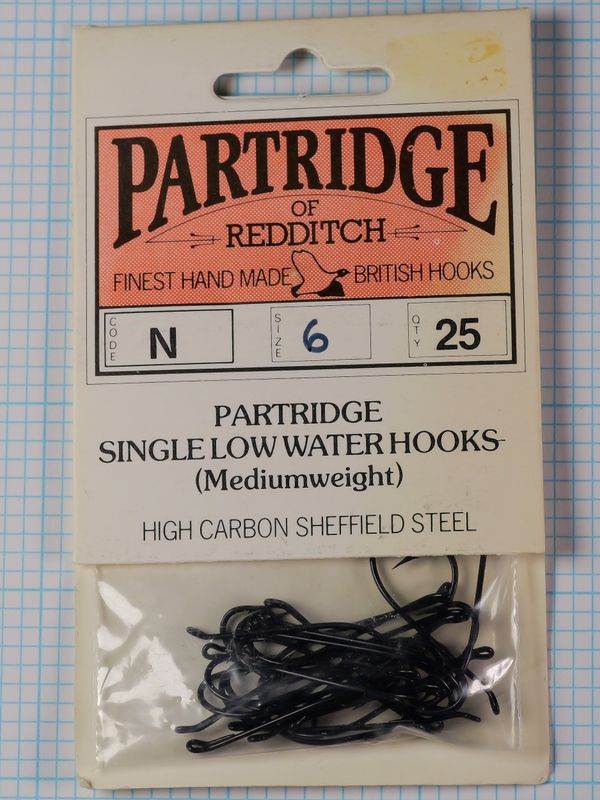 PARTRIDGE
OF
REDDITCH
FINEST HAND MADE BRITISH HOOKS
CODE N SIZE 6 QTY 25
PARTRIDGE
SINGLE LOW WATER HOOKS
(Mediumweight)
HIGH CARBON SHEFFIELD STEEL